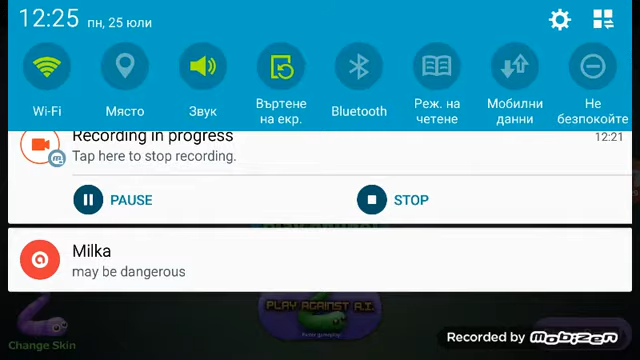 12:25 пн, 25 юли
Wi-Fi
Място
Звук
Въртене
на екр.
Bluetooth
Реж. на
четене
Мобилни
данни
Не
безпокойте
Recording in progress
12:21
Tap here to stop recording.
PAUSE
STOP
Milka
may be dangerous
PLAY AGAINST A.I.
Change Skin
Recorded by Mobizen